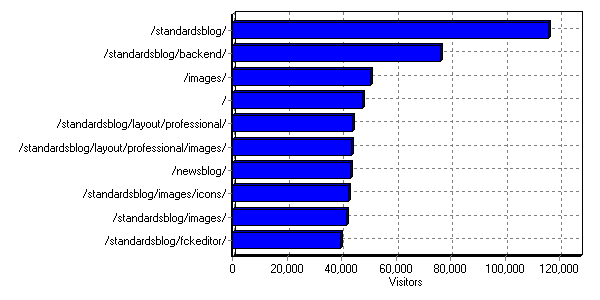 /standardsblog/
/standardsblog/backend/
/images/
/
/standardsblog/layout/professional/
/standardsblog/layout/professional/images/
/newsblog/
/standardsblog/images/icons/
/standardsblog/images/
/standardsblog/fckeditor/
0 20,000 40,000 60,000 80,000 100,000 120,000
Visitors